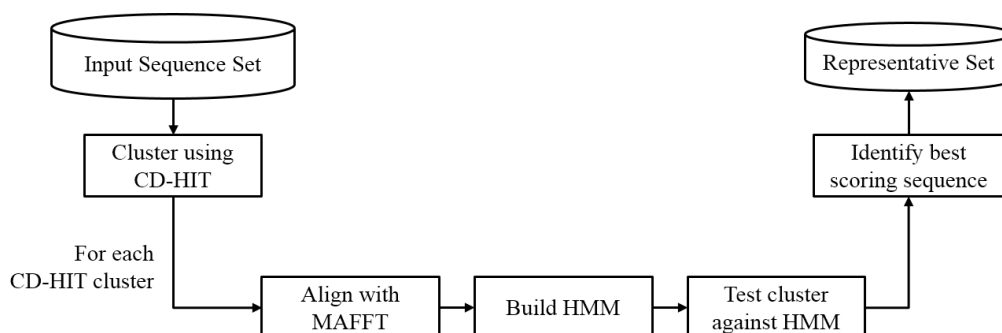 Input Sequence Set
Cluster using
CD-HIT
For each
CD-HIT cluster
Align with
MAFFT
Build HMM
Test cluster
against HMM
Identify best
scoring sequence
Representative Set